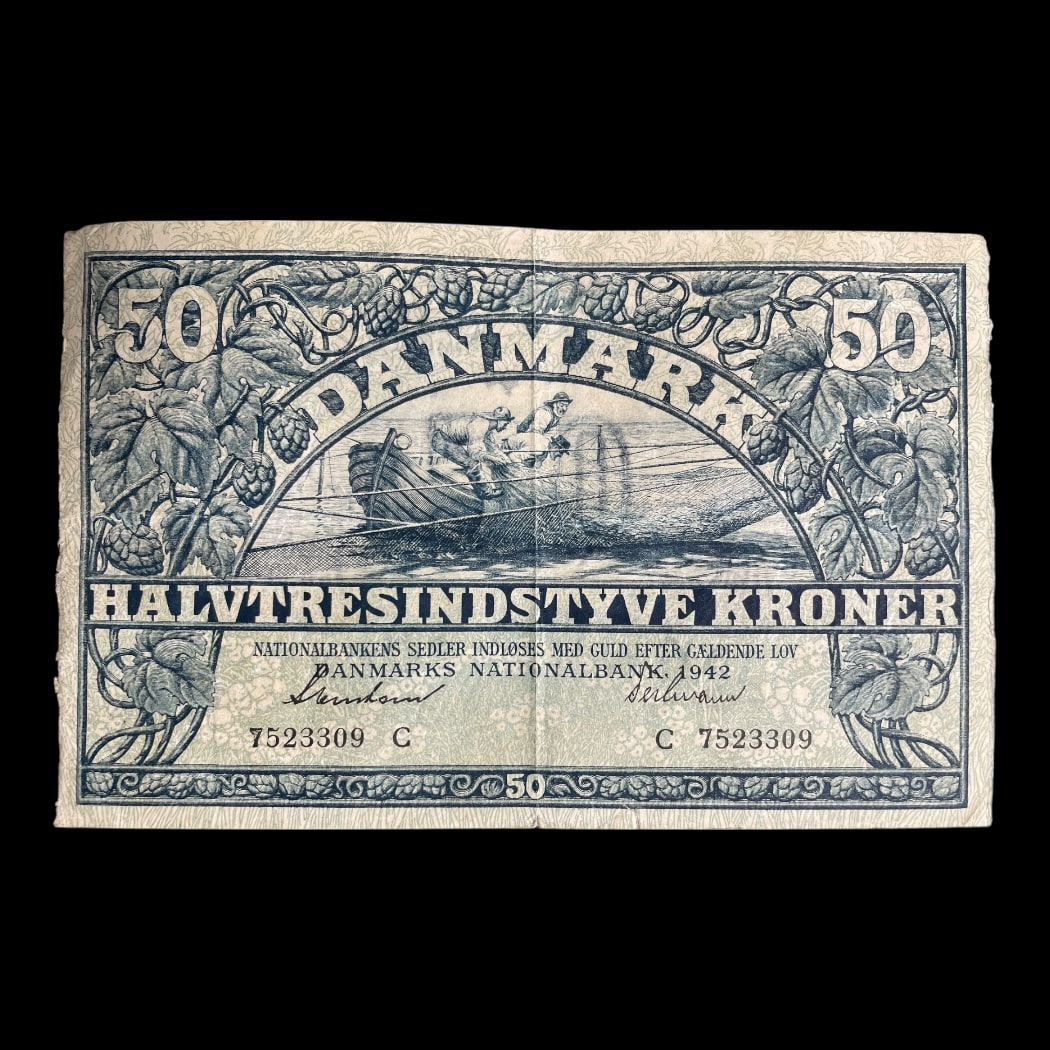 50 50
DANMARK
HALVTRESINDSTYVE KRONER
NATIONALBANKENS SEDLER INDLØSES MED GULD EFTER GÆLDENDE LOV
DANMARKS NATIONALBANK. 1942
7523309 C C 7523309
50